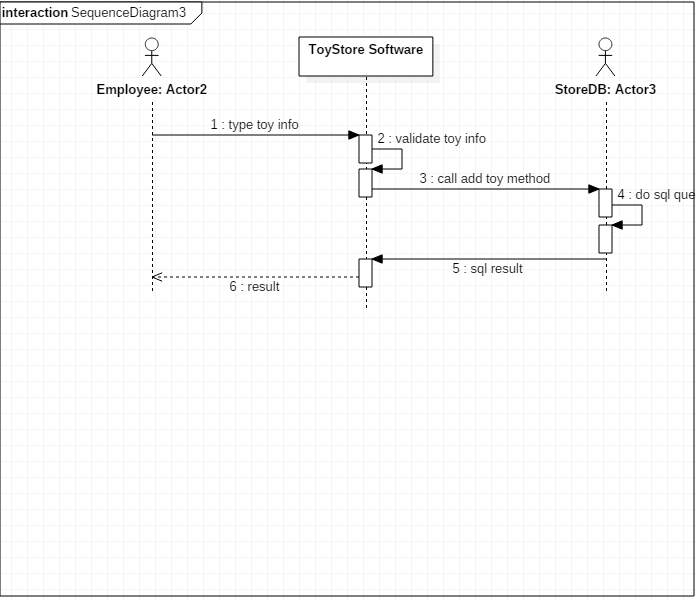 interaction SequenceDiagram3
ToyStore Software
Employee: Actor2
StoreDB: Actor3
1 : type toy info
2 : validate toy info
3 : call add toy method
4 : do sql que
5 : sql result
6 : result